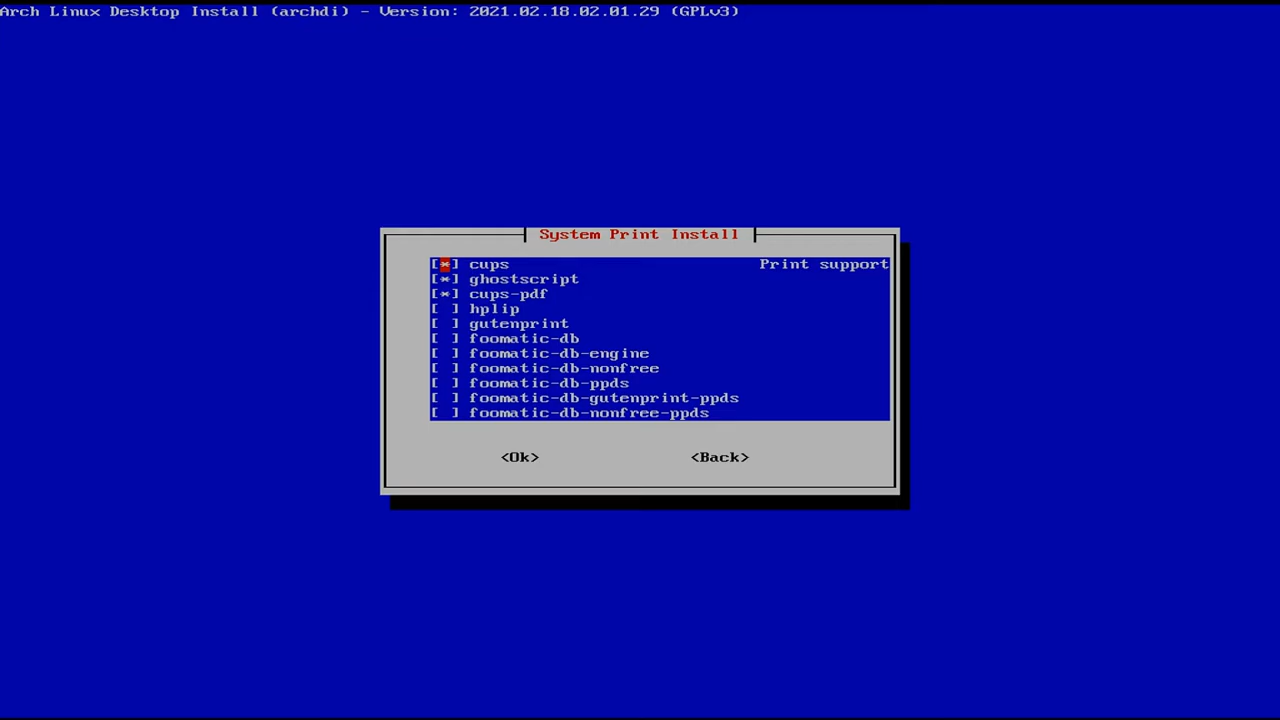 Arch Linux Desktop Install (archdi) - Version: 2021.02.18.02.01.29 (GPLv3)
System Print Install
[*] cups Print support
[*] ghostscript
[*] cups-pdf
[ ] hplip
[ ] gutenprint
[ ] foomatic-db
[ ] foomatic-db-engine
[ ] foomatic-db-nonfree
[ ] foomatic-db-ppds
[ ] foomatic-db-gutenprint-ppds
[ ] foomatic-db-nonfree-ppds
<Ok> <Back>